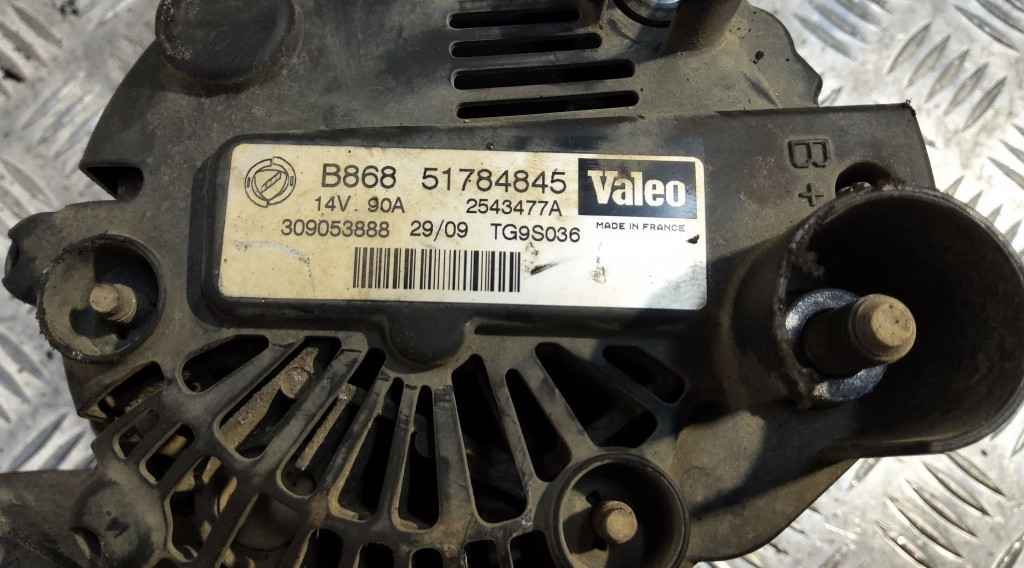 B868 51784845 Valeo
14V 90A 2543477A
309053888 29/09 TG9S036 MADE IN FRANCE
B+